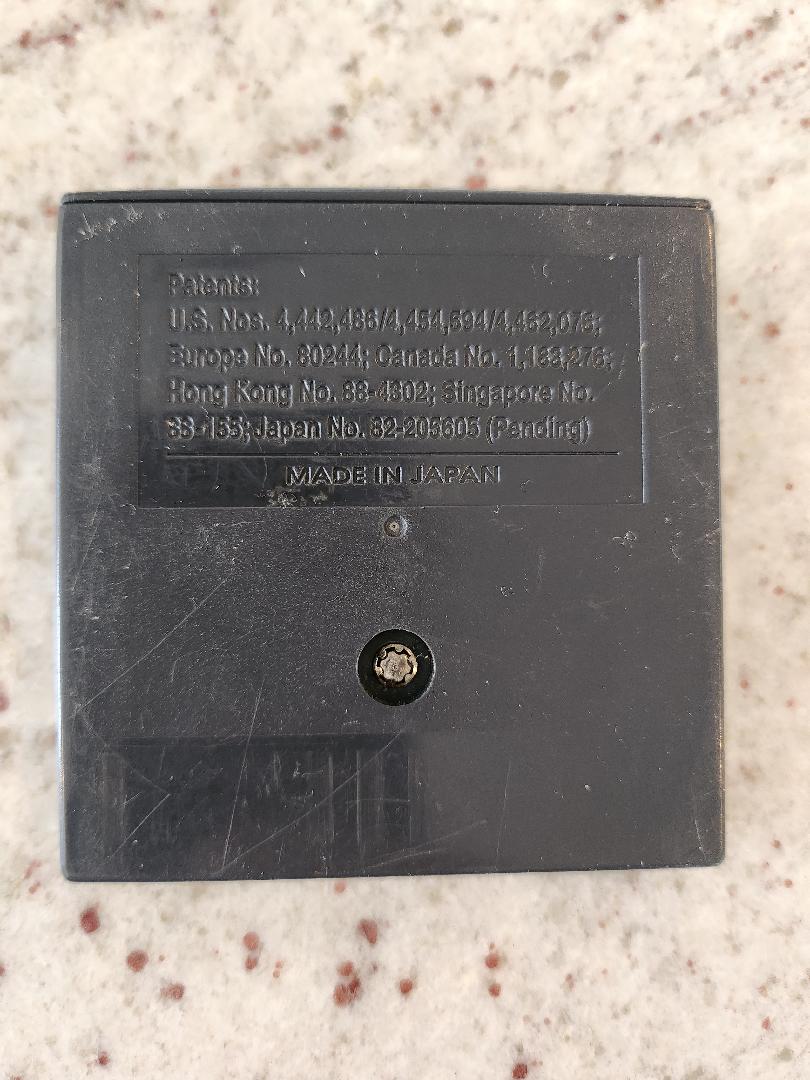 Patents:
U.S. Nos. 4,442,486/4,454,594/4,462,076;
Europe No. 80244; Canada No. 1,183,276;
Hong Kong No. 88-4302; Singapore No.
88-155; Japan No. 82-205605 (Pending)
MADE IN JAPAN